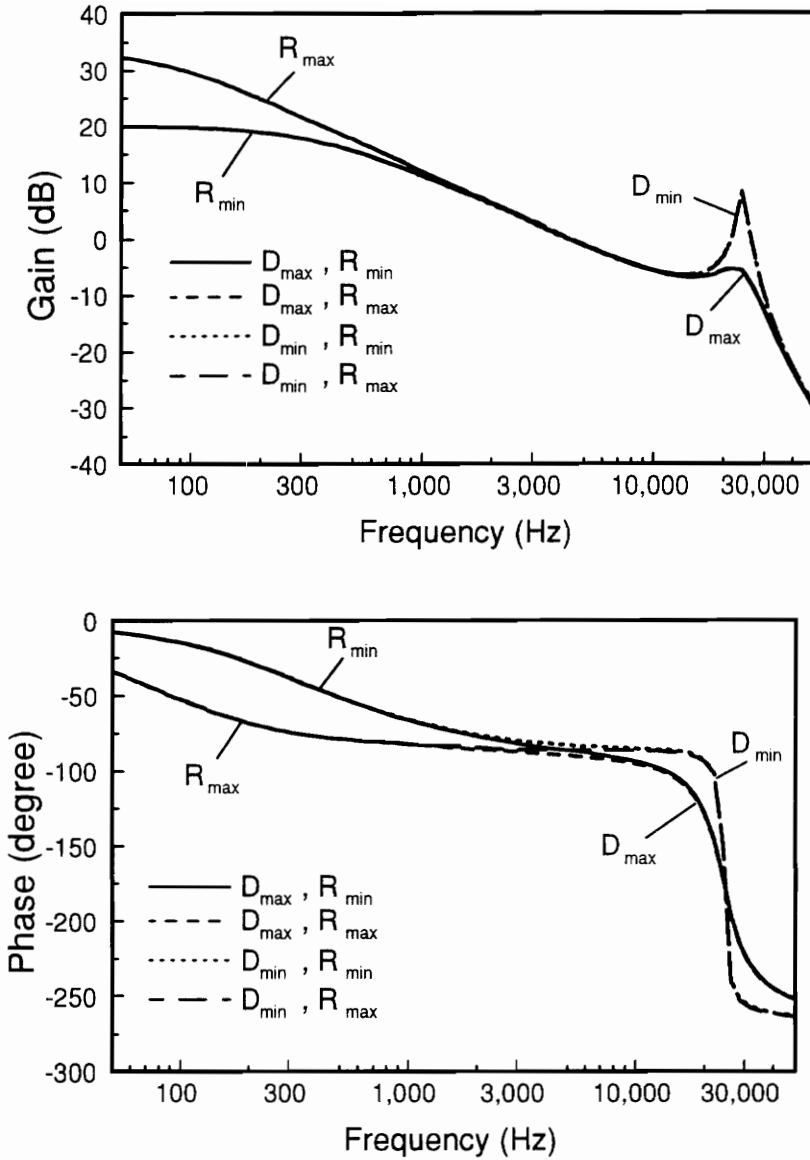 40
30
20
10
0
-10
-20
-30
-40
Gain (dB)
R max
R min
D min
D max
D max , R min
D max , R max
D min , R min
D min , R max
100 300 1,000 3,000 10,000 30,000
Frequency (Hz)
0
-50
-100
-150
-200
-250
-300
Phase (degree)
R min
R max
D min
D max
D max , R min
D max , R max
D min , R min
D min , R max
100 300 1,000 3,000 10,000 30,000
Frequency (Hz)